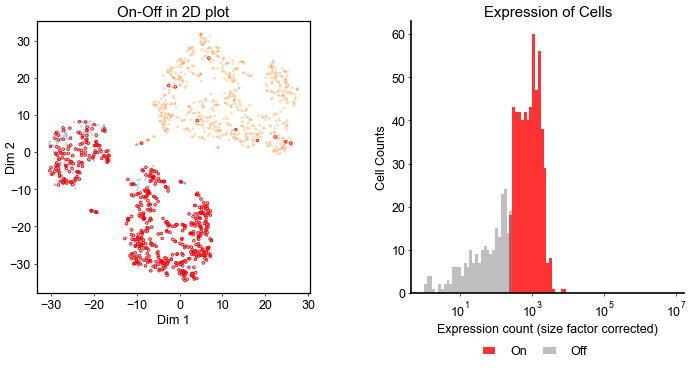 On-Off in 2D plot
Dim 2
30
20
10
0
−10
−20
−30
−30 −20 −10 0 10 20 30
Dim 1
Expression of Cells
Cell Counts
60
50
40
30
20
10
0
10^1 10^3 10^5 10^7
Expression count (size factor corrected)
On Off